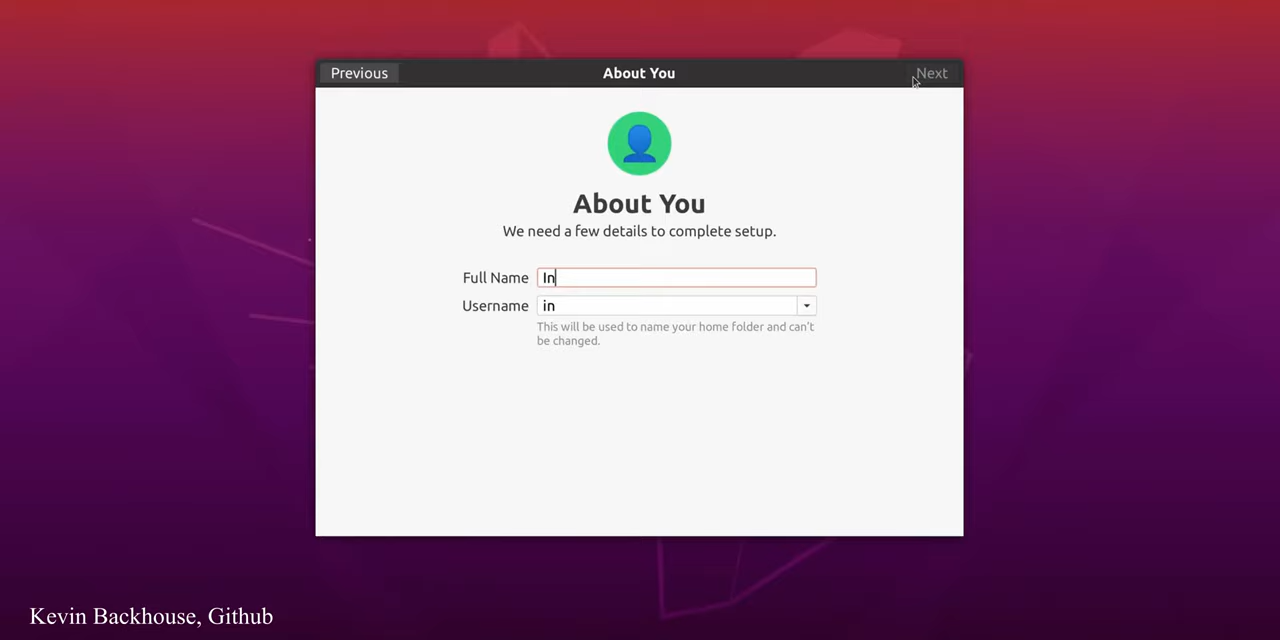 Previous
About You
Next
About You
We need a few details to complete setup.
Full Name In
Username in
This will be used to name your home folder and can't
be changed.
Kevin Backhouse, Github